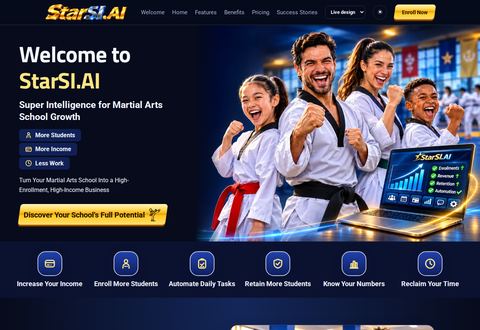 StarSI.AI
Welcome
Home
Features
Benefits
Pricing
Success Stories
Live design
Enroll Now
Welcome to
StarSI.AI
Super Intelligence for Martial Arts
School Growth
More Students
More Income
Less Work
Turn Your Martial Arts School Into a High-
Enrollment, High-Income Business
Discover Your School's Full Potential
StarSI.AI
Enrollments
Revenue
Retention
Automation
Increase Your Income
Enroll More Students
Automate Daily Tasks
Retain More Students
Know Your Numbers
Reclaim Your Time